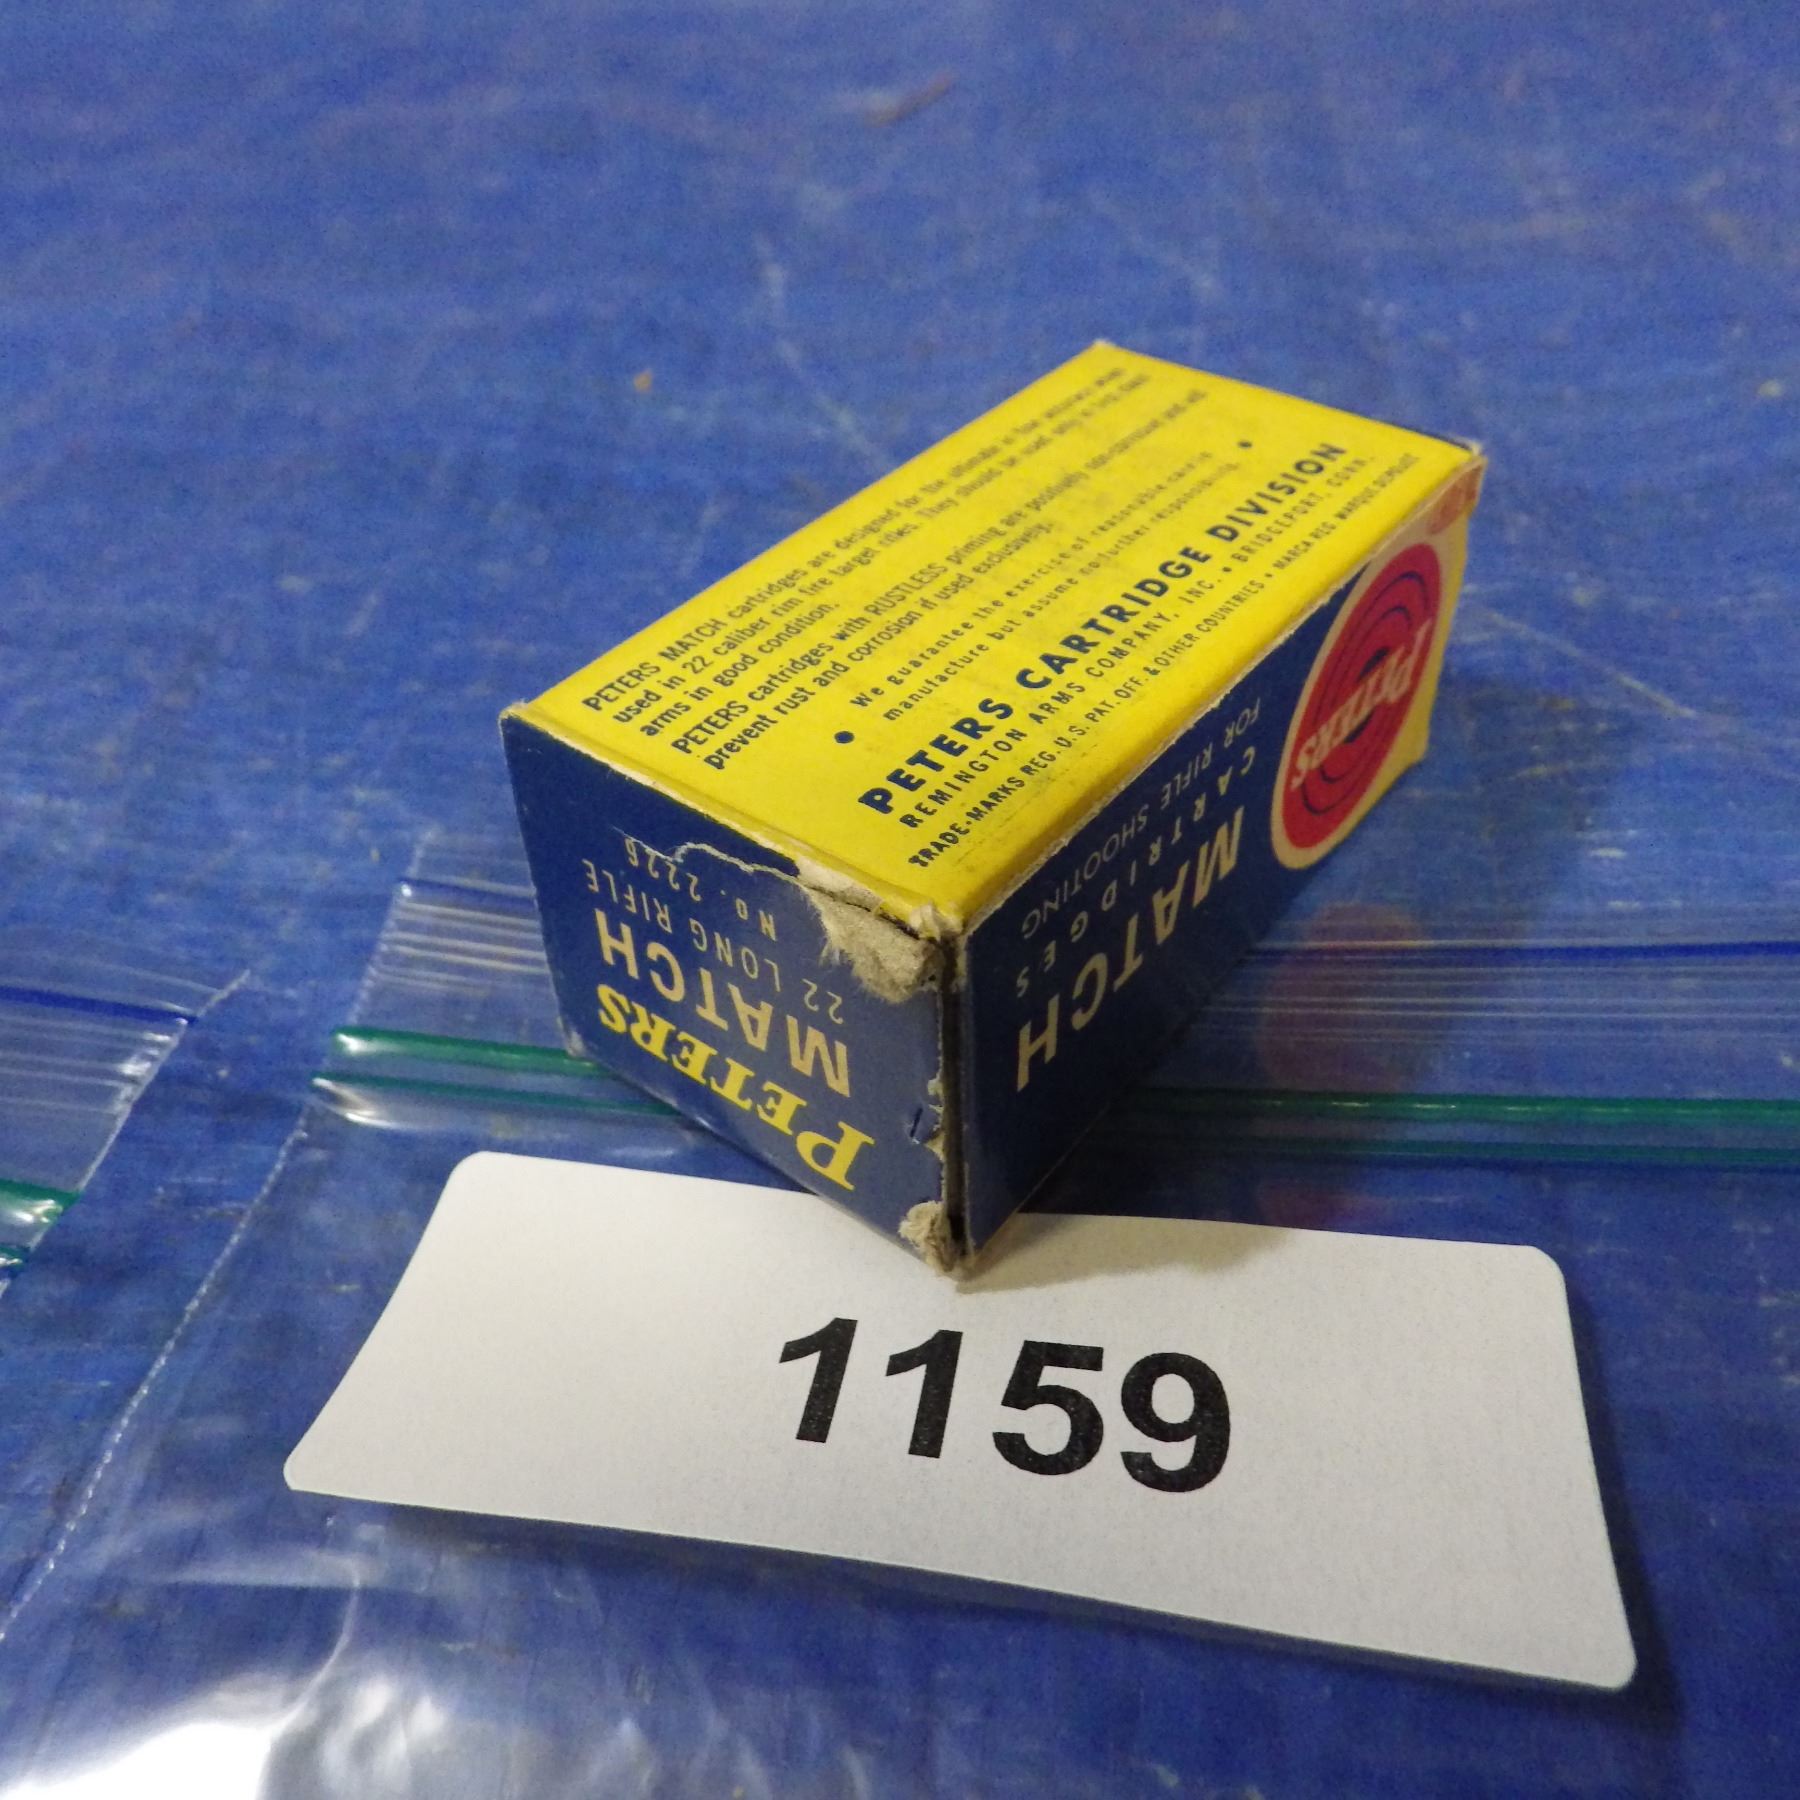 PETERS MATCH cartridges are designed for the ultimate in fine accuracy when
used in 22 caliber rim fire target rifles. They should be used only in
arms in good condition.
PETERS cartridges with RUSTLESS priming are positively non-corrosive and will
prevent rust and corrosion if used exclusively.
• We guarantee the exercise of reasonable care in •
manufacture but assume no further responsibility.
PETERS CARTRIDGE DIVISION
REMINGTON ARMS COMPANY, INC. • BRIDGEPORT, CONN.
TRADE-MARKS REG. U.S. PAT. OFF. & OTHER COUNTRIES • MARCA REG. MARQUE DEPOSÉE
PETERS
MATCH
22 LONG RIFLE
No. 2226
PETERS
MATCH
CARTRIDGES
FOR RIFLE SHOOTING
1159